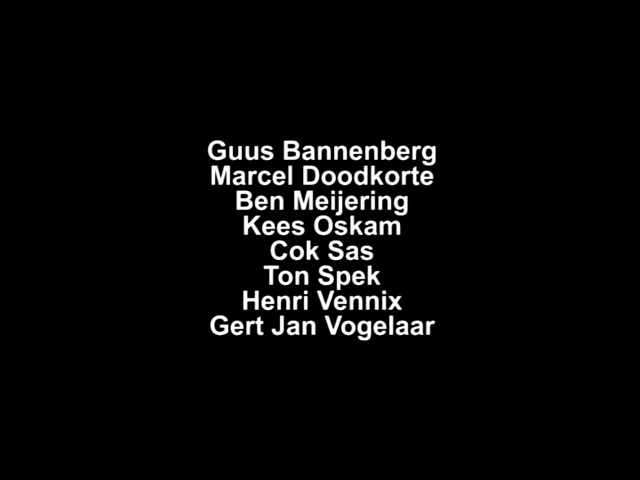 Guus Bannenberg
Marcel Doodkorte
Ben Meijering
Kees Oskam
Cok Sas
Ton Spek
Henri Vennix
Gert Jan Vogelaar